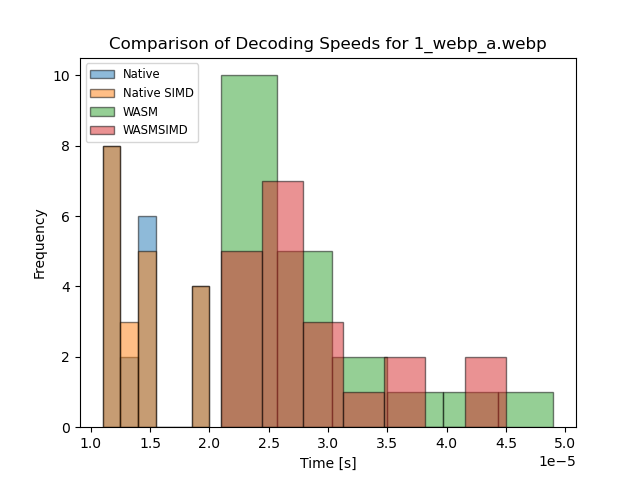 Comparison of Decoding Speeds for 1_webp_a.webp
Native
Native SIMD
WASM
WASMSIMD
Frequency
10
8
6
4
2
0
1.0 1.5 2.0 2.5 3.0 3.5 4.0 4.5 5.0
1e−5
Time [s]